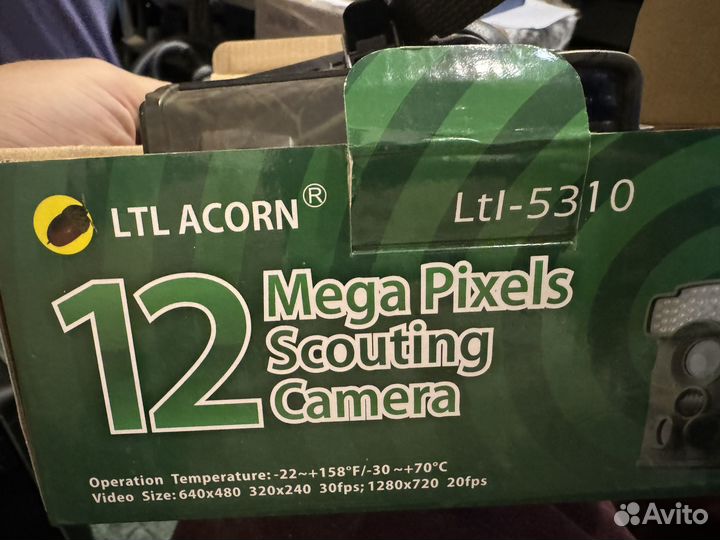 LTL ACORN®
Ltl-5310
12 Mega Pixels
Scouting
Camera
Operation Temperature:-22~+158°F/-30~+70°C
Video Size:640x480 320x240 30fps; 1280x720 20fps
Avito